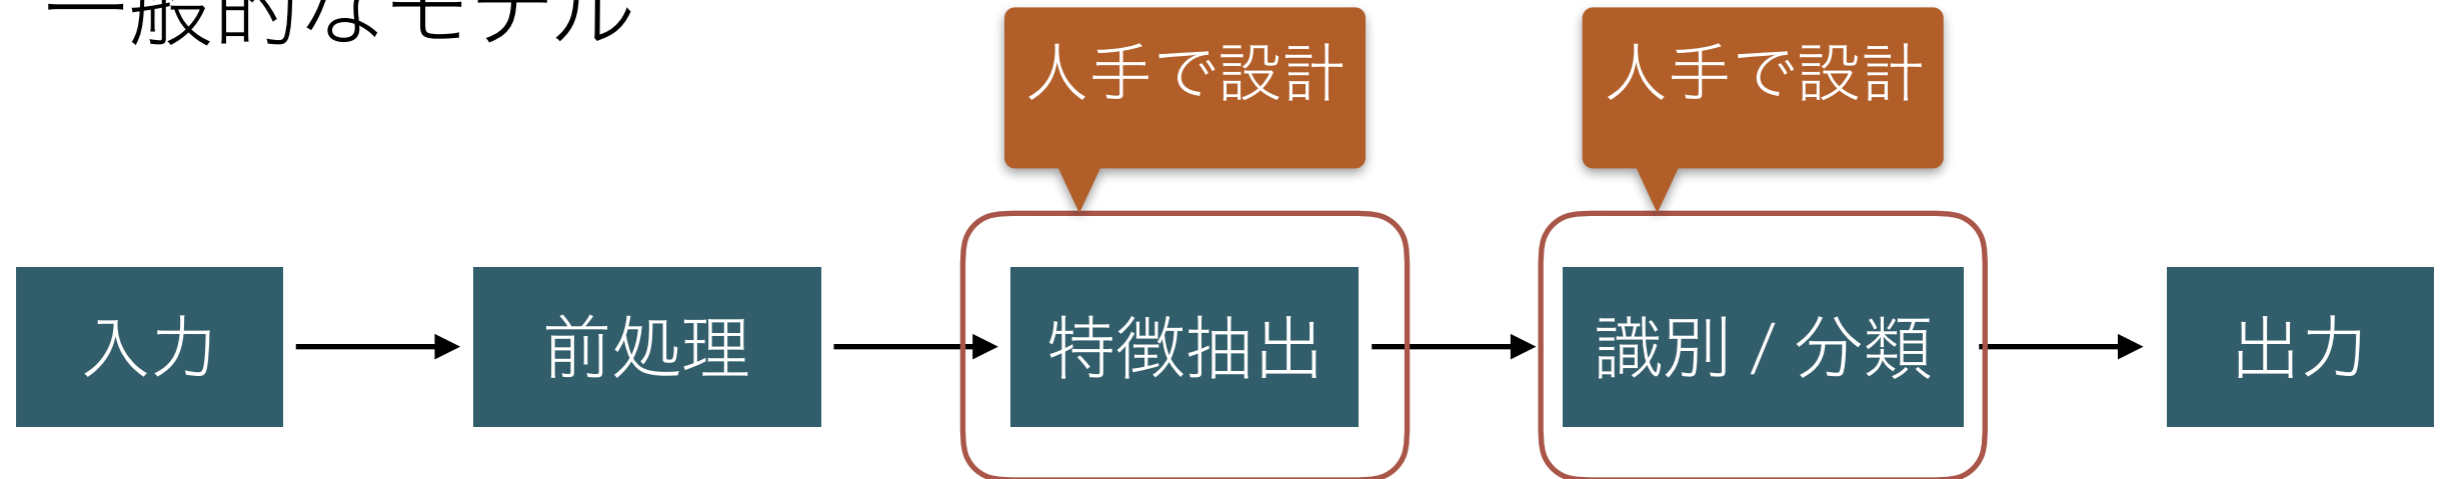 一般的なモデル
人手で設計
人手で設計
入力
前処理
特徴抽出
識別 / 分類
出力